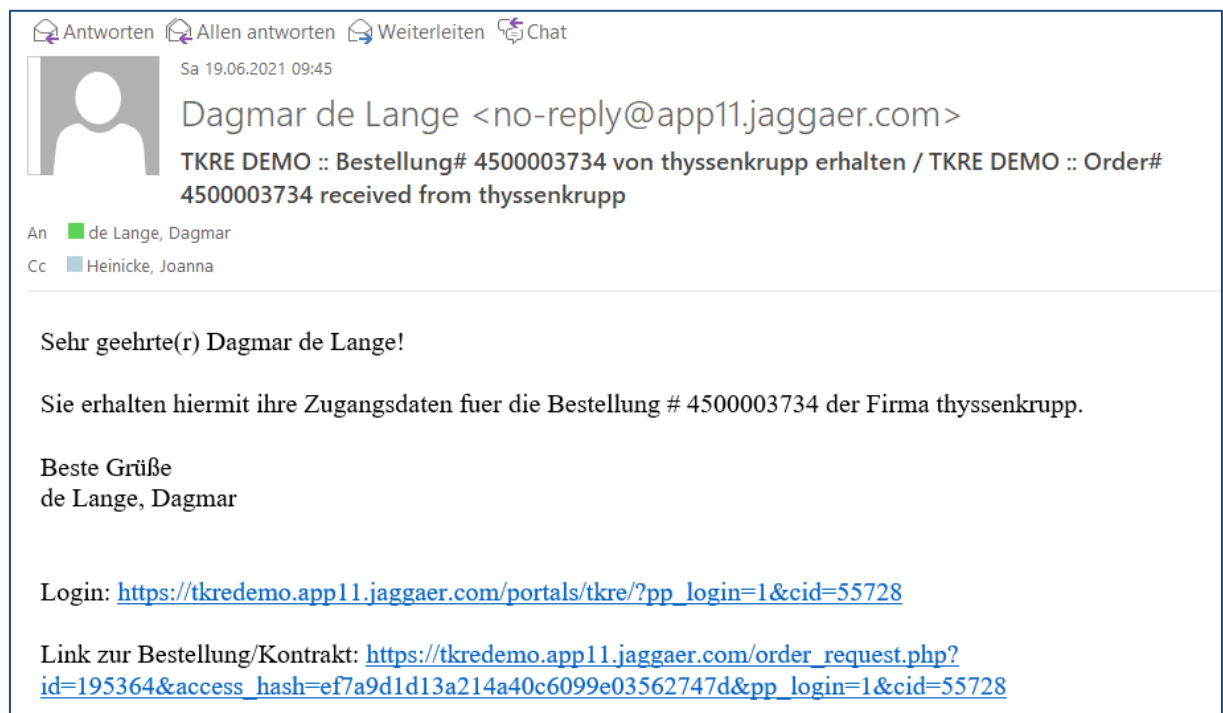 Antworten Allen antworten Weiterleiten Chat
Sa 19.06.2021 09:45
Dagmar de Lange <no-reply@app11.jaggaer.com>
TKRE DEMO :: Bestellung# 4500003734 von thyssenkrupp erhalten / TKRE DEMO :: Order#
4500003734 received from thyssenkrupp
An de Lange, Dagmar
Cc Heinicke, Joanna
Sehr geehrte(r) Dagmar de Lange!
Sie erhalten hiermit ihre Zugangsdaten fuer die Bestellung # 4500003734 der Firma thyssenkrupp.
Beste Grüße
de Lange, Dagmar
Login: https://tkredemo.app11.jaggaer.com/portals/tkre/?pp_login=1&cid=55728
Link zur Bestellung/Kontrakt: https://tkredemo.app11.jaggaer.com/order_request.php?
id=195364&access_hash=ef7a9d1d13a214a40c6099e03562747d&pp_login=1&cid=55728